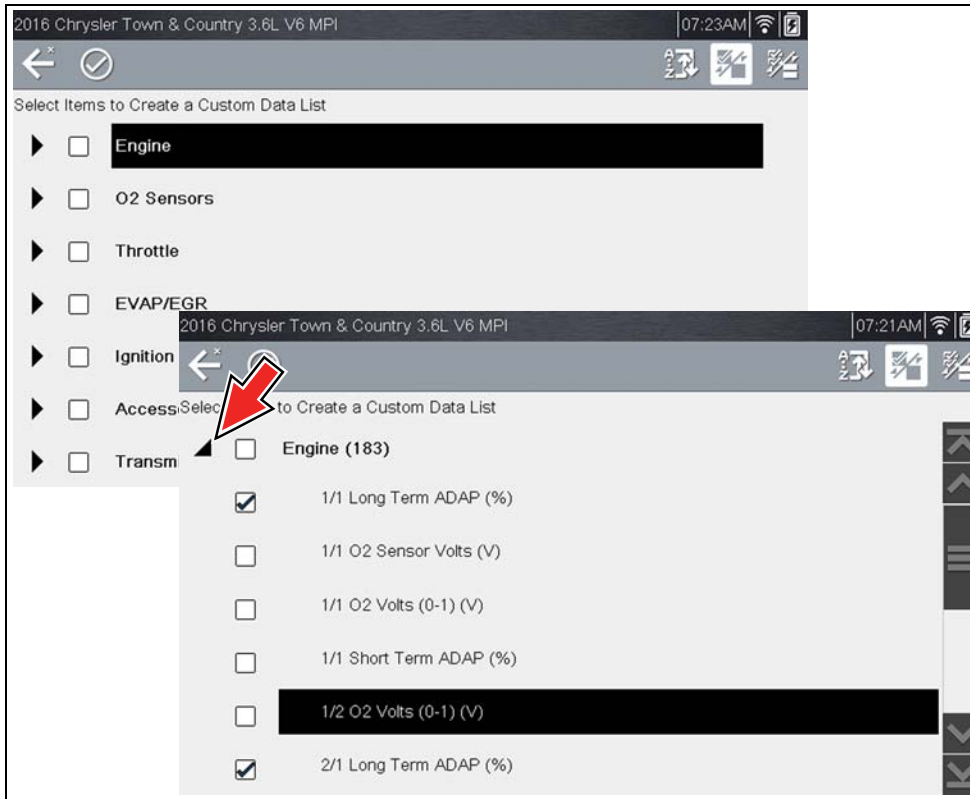 2016 Chrysler Town & Country 3.6L V6 MPI 07:23AM
A
Z
Select Items to Create a Custom Data List
Engine
O2 Sensors
Throttle
EVAP/EGR
Ignition
Access
Transm
2016 Chrysler Town & Country 3.6L V6 MPI 07:21AM
A
Z
Selec to Create a Custom Data List
Engine (183)
1/1 Long Term ADAP (%)
1/1 O2 Sensor Volts (V)
1/1 O2 Volts (0-1) (V)
1/1 Short Term ADAP (%)
1/2 O2 Volts (0-1) (V)
2/1 Long Term ADAP (%)